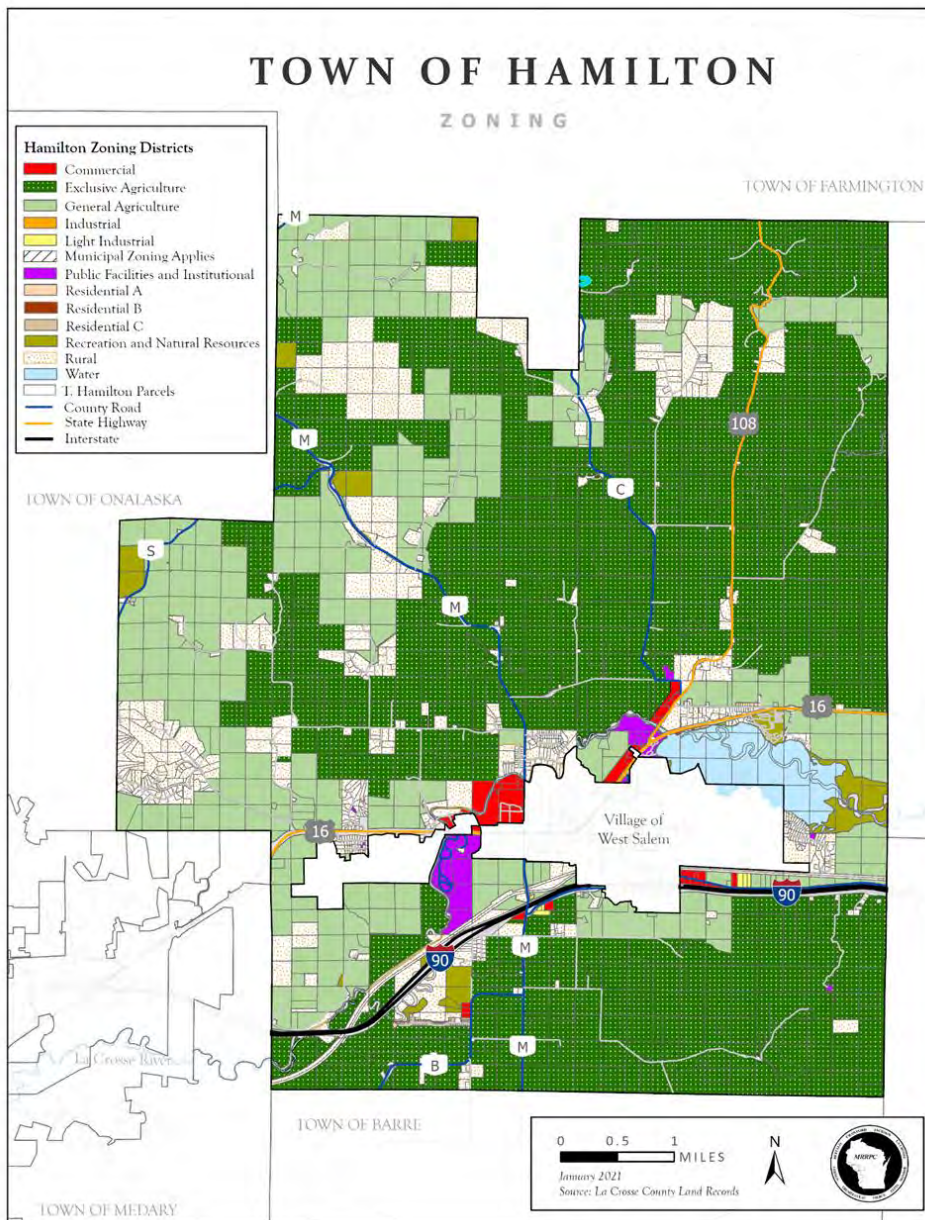 TOWN OF HAMILTON
ZONING
Hamilton Zoning Districts
Commercial
Exclusive Agriculture
General Agriculture
Industrial
Light Industrial
Municipal Zoning Applies
Public Facilities and Institutional
Residential A
Residential B
Residential C
Recreation and Natural Resources
Rural
Water
T. Hamilton Parcels
County Road
State Highway
Interstate
TOWN OF FARMINGTON
M
108
M
C
TOWN OF ONALASKA
S
M
16
16
Village of
West Salem
90
90
M
M
B
La Crosse River
TOWN OF BARRE
TOWN OF MEDARY
0 0.5 1
MILES
January 2021
Source: La Crosse County Land Records
N
MRRPC